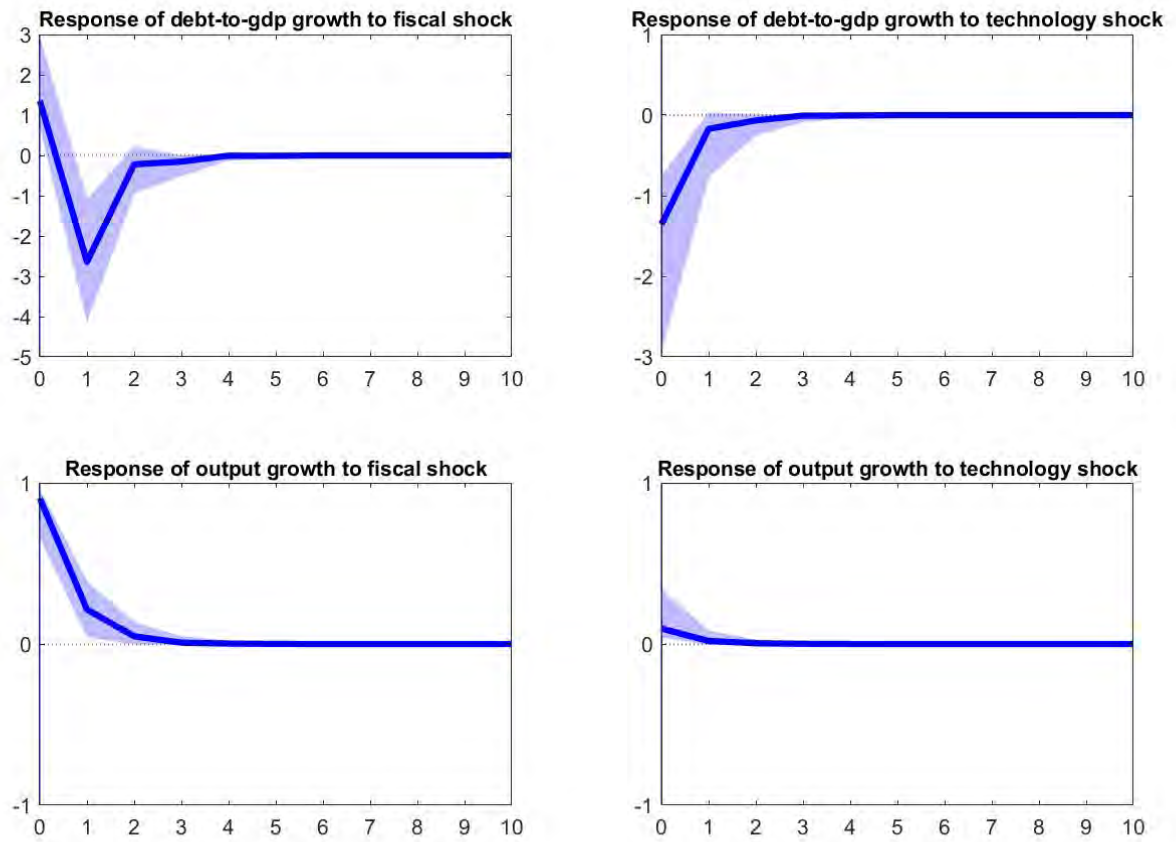 Response of debt-to-gdp growth to fiscal shock
3
2
1
0
-1
-2
-3
-4
-5
0 1 2 3 4 5 6 7 8 9 10
Response of debt-to-gdp growth to technology shock
1
0
-1
-2
-3
0 1 2 3 4 5 6 7 8 9 10
Response of output growth to fiscal shock
1
0
-1
0 1 2 3 4 5 6 7 8 9 10
Response of output growth to technology shock
1
0
-1
0 1 2 3 4 5 6 7 8 9 10